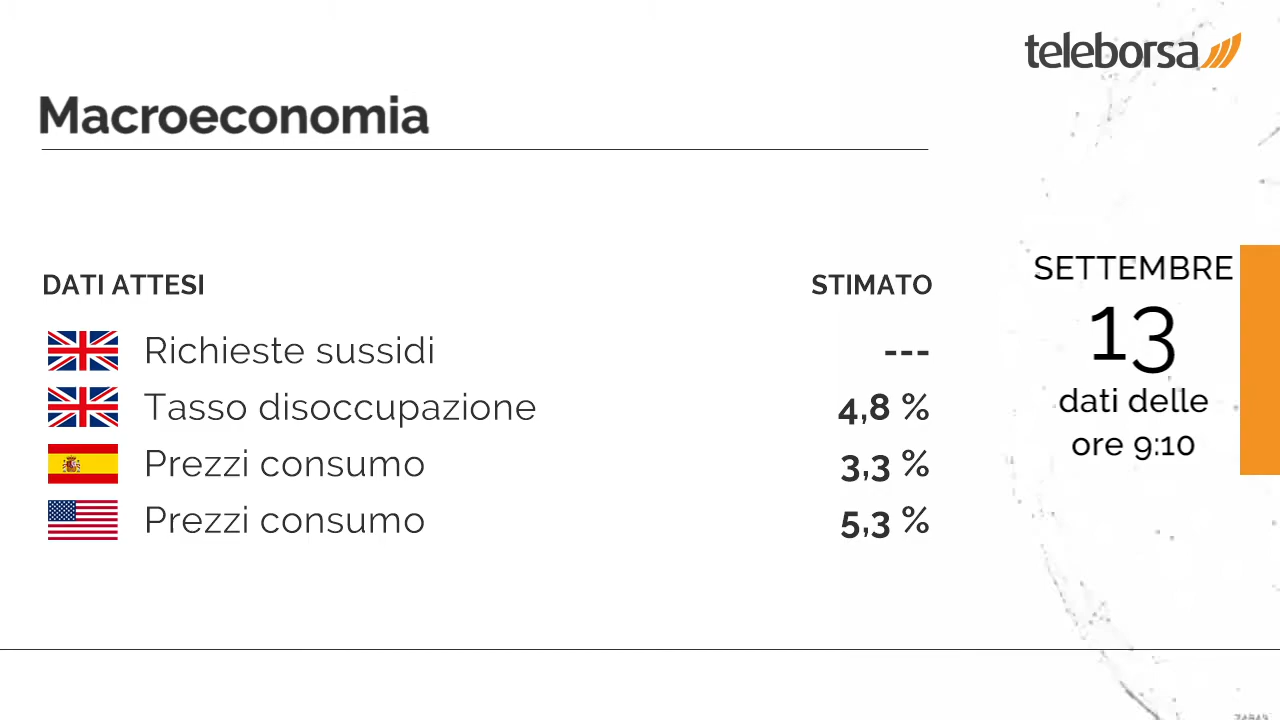 teleborsa
Macroeconomia
DATI ATTESI STIMATO
Richieste sussidi ---
Tasso disoccupazione 4,8 %
Prezzi consumo 3,3 %
Prezzi consumo 5,3 %
SETTEMBRE
13
dati delle
ore 9:10